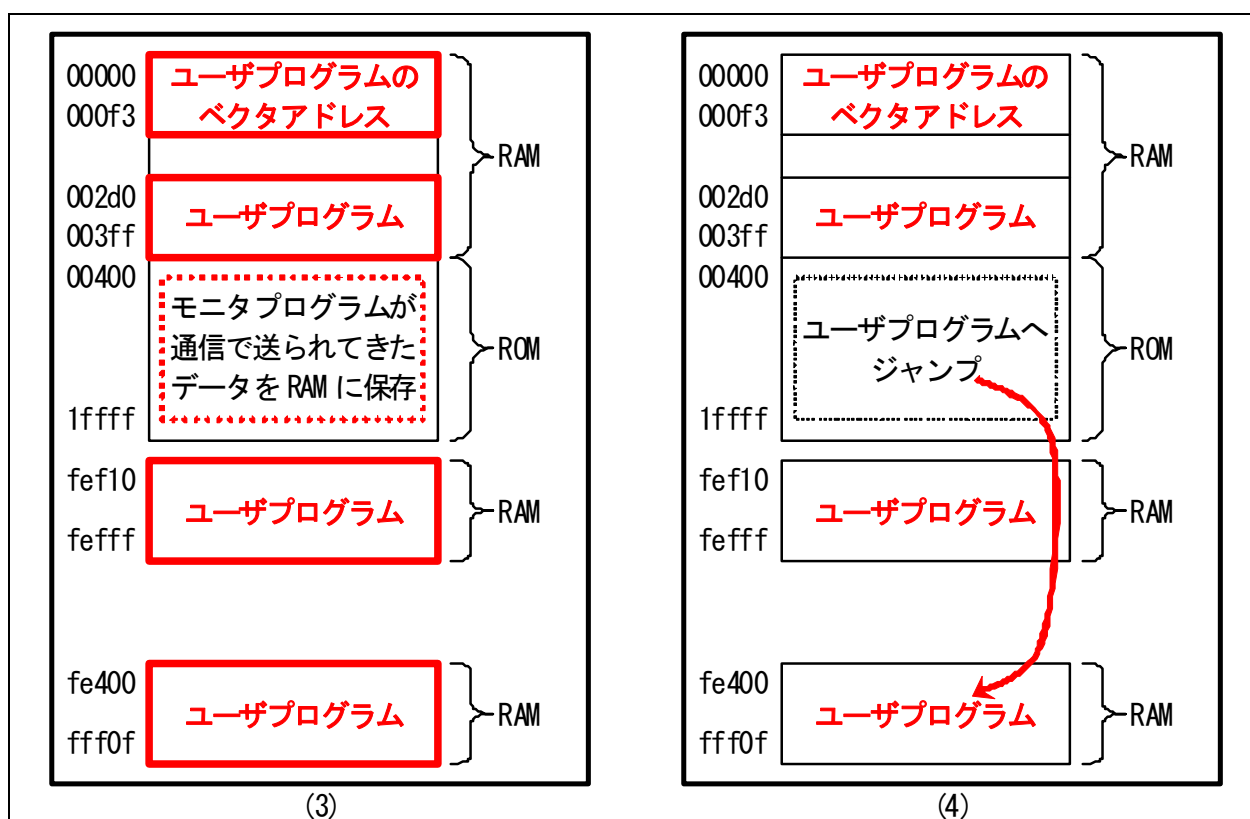 00000
ユーザプログラムの
000f3
ベクタアドレス
RAM
002d0
ユーザプログラム
003ff
00400
モニタプログラムが
通信で送られてきた
データを RAM に保存
ROM
1ffff
fef10
ユーザプログラム
RAM
fefff
fe400
ユーザプログラム
RAM
fff0f
(3)
00000
ユーザプログラムの
000f3
ベクタアドレス
RAM
002d0
ユーザプログラム
003ff
00400
ユーザプログラムへ
ジャンプ
ROM
1ffff
fef10
ユーザプログラム
RAM
fefff
fe400
ユーザプログラム
RAM
fff0f
(4)